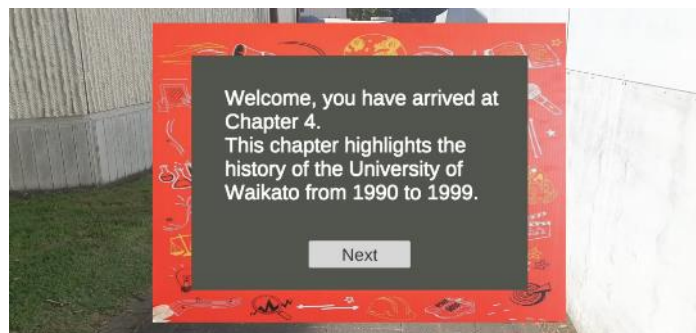 Welcome, you have arrived at
Chapter 4.
This chapter highlights the
history of the University of
Waikato from 1990 to 1999.
Next